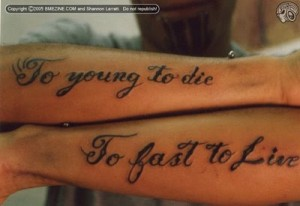 Copyright ©2005 BMEZINE.COM and Shannon Larratt. Do not republish!
To young to die
To fast to Live